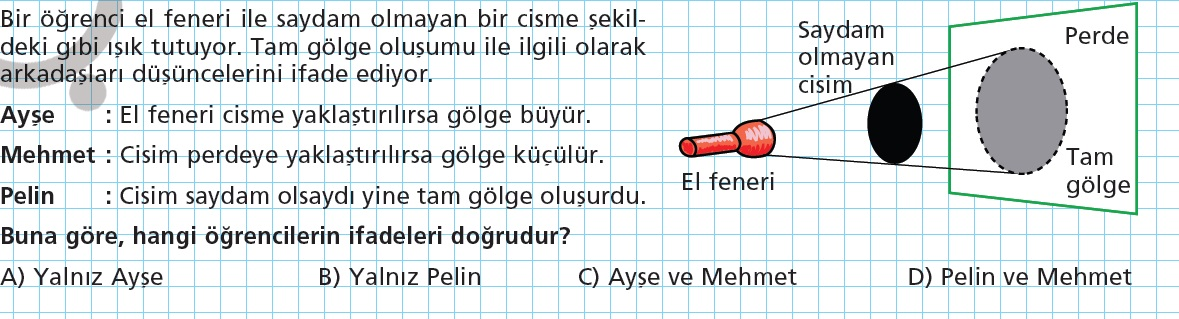 Bir öğrenci el feneri ile saydam olmayan bir cisme şekil-
deki gibi ışık tutuyor. Tam gölge oluşumu ile ilgili olarak
arkadaşları düşüncelerini ifade ediyor.
Ayşe : El feneri cisme yaklaştırılırsa gölge büyür.
Mehmet : Cisim perdeye yaklaştırılırsa gölge küçülür.
Pelin : Cisim saydam olsaydı yine tam gölge oluşurdu.
Saydam
olmayan
cisim
Perde
El feneri
Tam
gölge
Buna göre, hangi öğrencilerin ifadeleri doğrudur?
A) Yalnız Ayşe B) Yalnız Pelin C) Ayşe ve Mehmet D) Pelin ve Mehmet